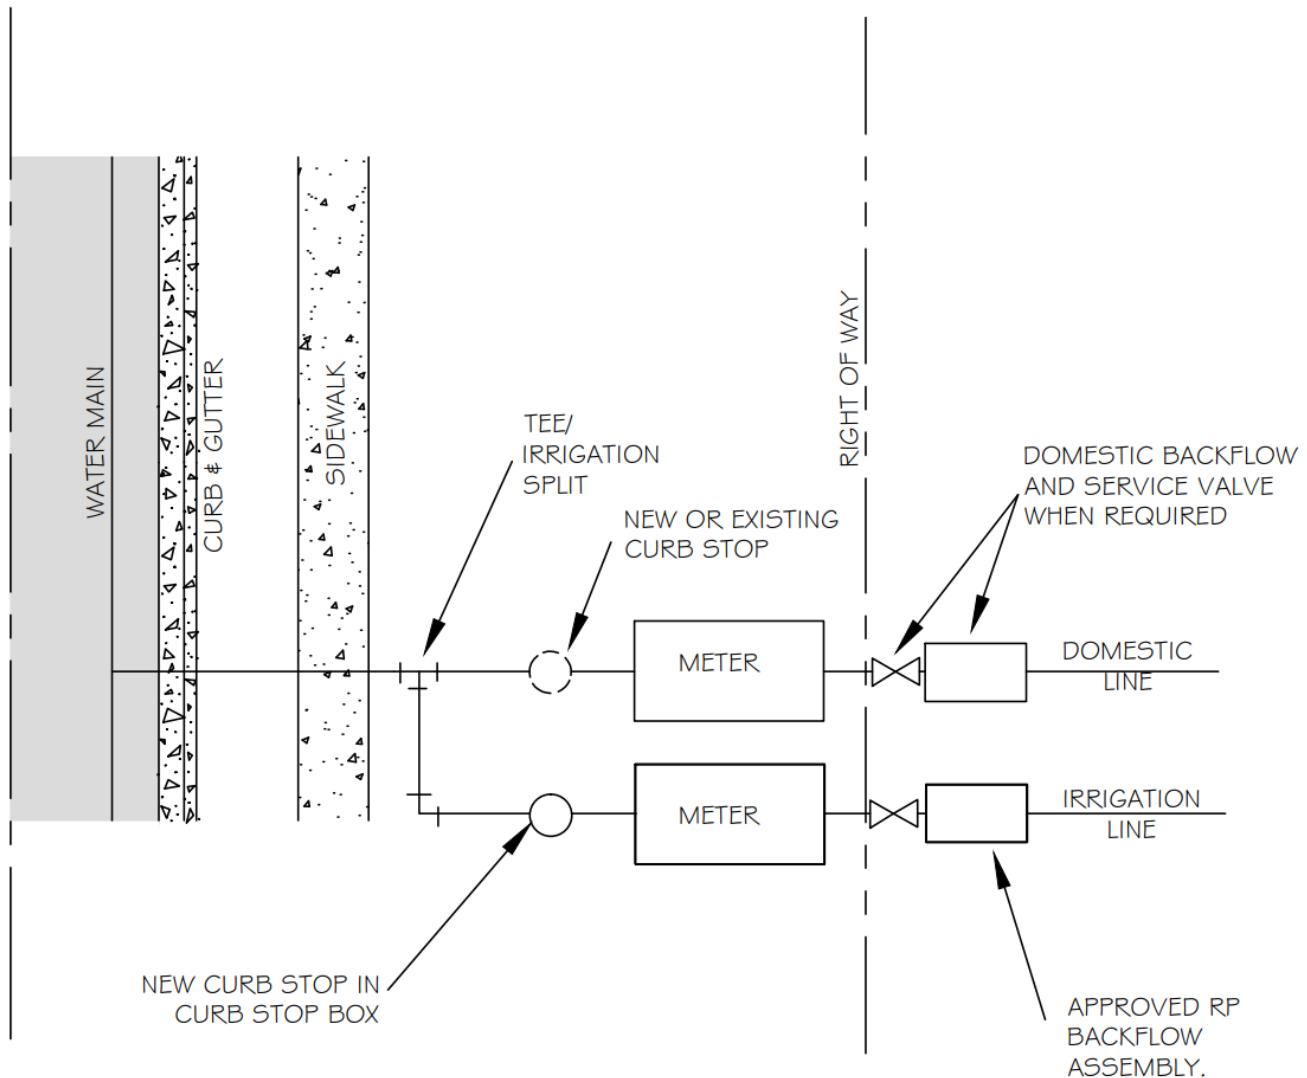 WATER MAIN
CURB & GUTTER
SIDEWALK
TEE/
IRRIGATION
SPLIT
NEW OR EXISTING
CURB STOP
RIGHT OF WAY
DOMESTIC BACKFLOW
AND SERVICE VALVE
WHEN REQUIRED
METER
DOMESTIC
LINE
METER
IRRIGATION
LINE
NEW CURB STOP IN
CURB STOP BOX
APPROVED RP
BACKFLOW
ASSEMBLY.